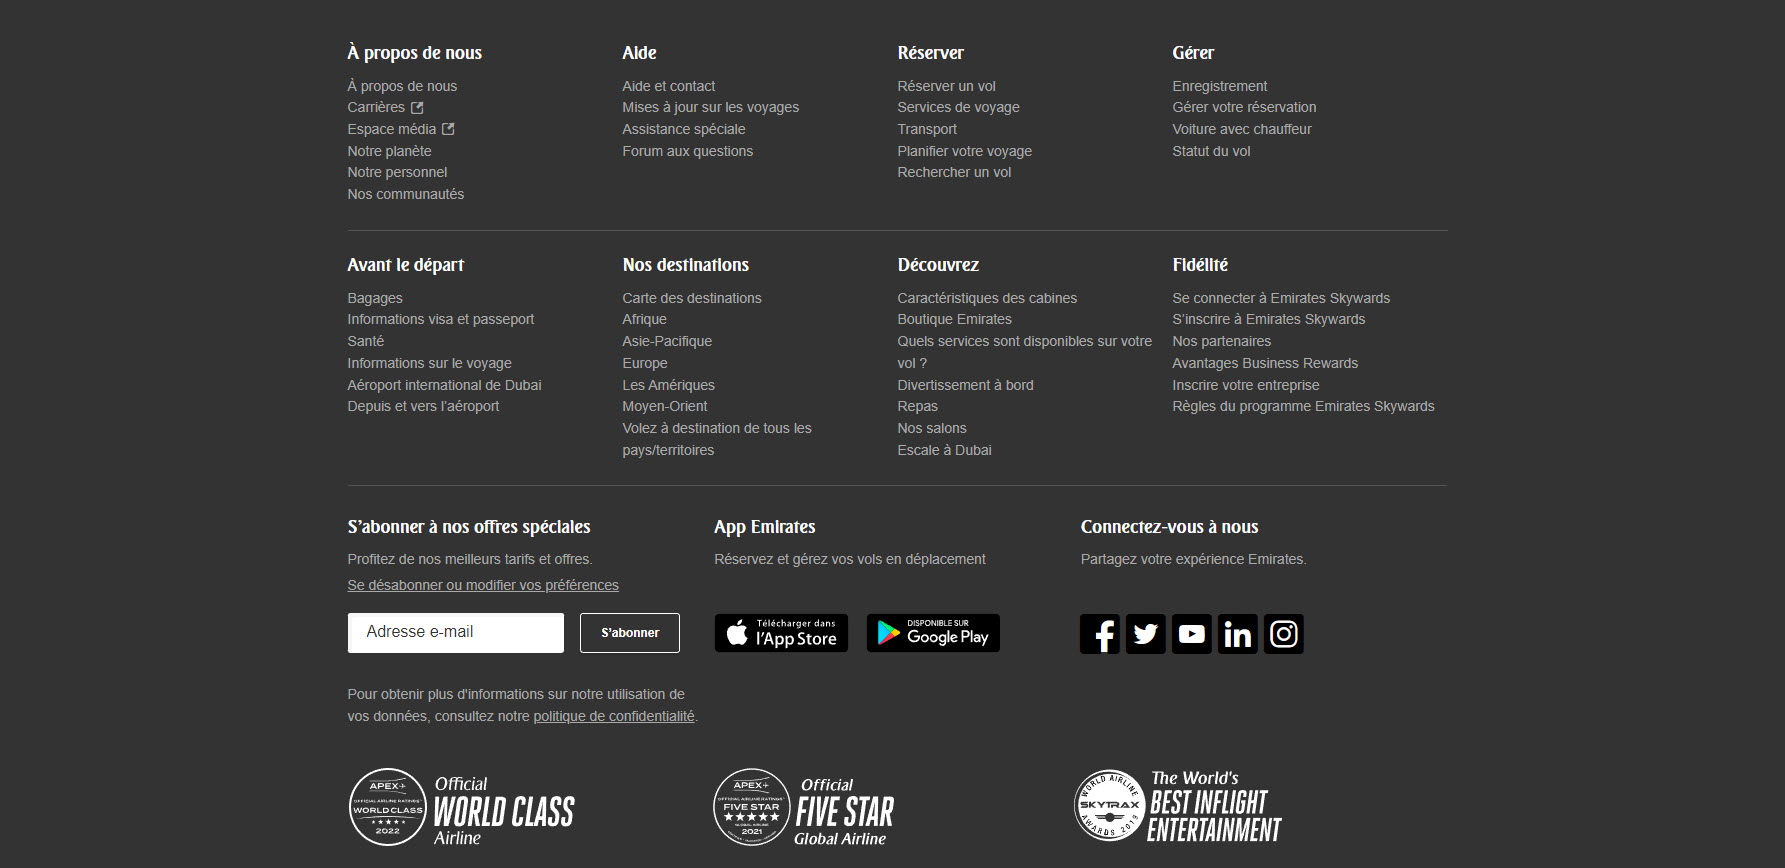 À propos de nous
À propos de nous
Carrières
Espace média
Notre planète
Notre personnel
Nos communautés
Aide
Aide et contact
Mises à jour sur les voyages
Assistance spéciale
Forum aux questions
Réserver
Réserver un vol
Services de voyage
Transport
Planifier votre voyage
Rechercher un vol
Gérer
Enregistrement
Gérer votre réservation
Voiture avec chauffeur
Statut du vol
Avant le départ
Bagages
Informations visa et passeport
Santé
Informations sur le voyage
Aéroport international de Dubai
Depuis et vers l’aéroport
Nos destinations
Carte des destinations
Afrique
Asie-Pacifique
Europe
Les Amériques
Moyen-Orient
Volez à destination de tous les
pays/territoires
Découvrez
Caractéristiques des cabines
Boutique Emirates
Quels services sont disponibles sur votre
vol ?
Divertissement à bord
Repas
Nos salons
Escale à Dubai
Fidélité
Se connecter à Emirates Skywards
S’inscrire à Emirates Skywards
Nos partenaires
Avantages Business Rewards
Inscrire votre entreprise
Règles du programme Emirates Skywards
S’abonner à nos offres spéciales
Profitez de nos meilleurs tarifs et offres.
Se désabonner ou modifier vos préférences
Adresse e-mail
S’abonner
Pour obtenir plus d'informations sur notre utilisation de
vos données, consultez notre politique de confidentialité.
App Emirates
Réservez et gérez vos vols en déplacement
Télécharger dans
l’App Store
DISPONIBLE SUR
Google Play
Connectez-vous à nous
Partagez votre expérience Emirates.
APEX
OFFICIAL AIRLINE RATINGS
WORLD CLASS
2022
Official
WORLD CLASS
Airline
APEX
OFFICIAL AIRLINE RATINGS
FIVE STAR
GLOBAL AIRLINE
2021
Official
FIVE STAR
Global Airline
WORLD AIRLINE
SKYTRAX
AWARDS 2019
The World's
BEST INFLIGHT
ENTERTAINMENT